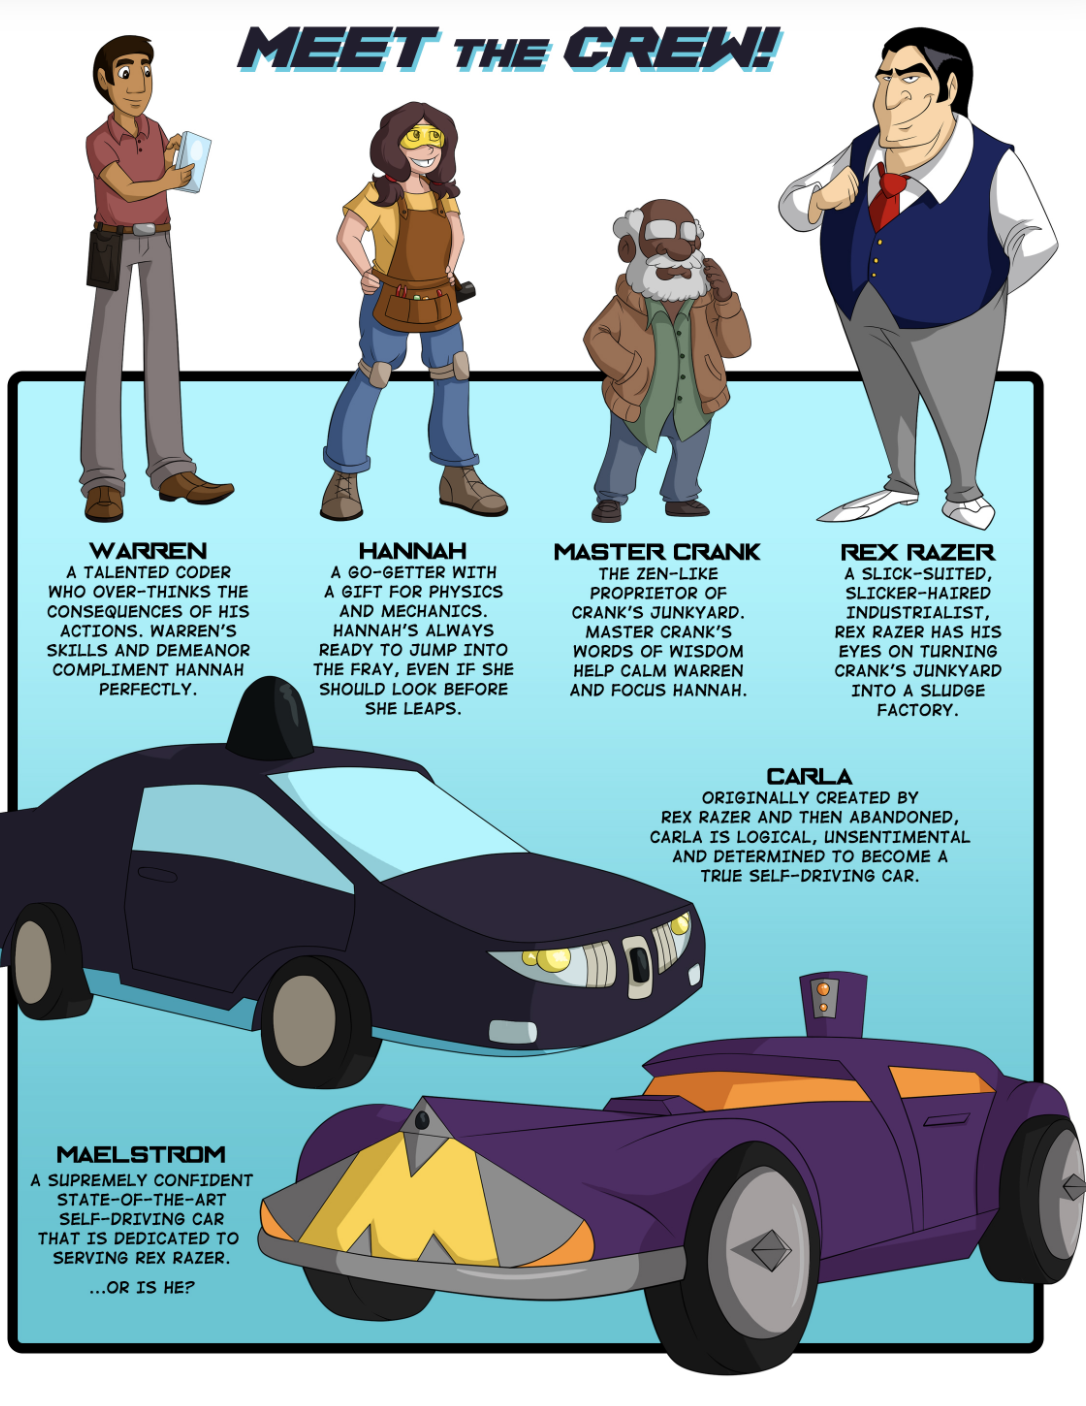 MEET THE CREW!
WARREN
A TALENTED CODER
WHO OVER-THINKS THE
CONSEQUENCES OF HIS
ACTIONS. WARREN'S
SKILLS AND DEMEANOR
COMPLIMENT HANNAH
PERFECTLY.
HANNAH
A GO-GETTER WITH
A GIFT FOR PHYSICS
AND MECHANICS.
HANNAH'S ALWAYS
READY TO JUMP INTO
THE FRAY, EVEN IF SHE
SHOULD LOOK BEFORE
SHE LEAPS.
MASTER CRANK
THE ZEN-LIKE
PROPRIETOR OF
CRANK'S JUNKYARD.
MASTER CRANK'S
WORDS OF WISDOM
HELP CALM WARREN
AND FOCUS HANNAH.
REX RAZER
A SLICK-SUITED,
SLICKER-HAIRED
INDUSTRIALIST,
REX RAZER HAS HIS
EYES ON TURNING
CRANK'S JUNKYARD
INTO A SLUDGE
FACTORY.
CARLA
ORIGINALLY CREATED BY
REX RAZER AND THEN ABANDONED,
CARLA IS LOGICAL, UNSENTIMENTAL
AND DETERMINED TO BECOME A
TRUE SELF-DRIVING CAR.
MAELSTROM
A SUPREMELY CONFIDENT
STATE-OF-THE-ART
SELF-DRIVING CAR
THAT IS DEDICATED TO
SERVING REX RAZER.
...OR IS HE?